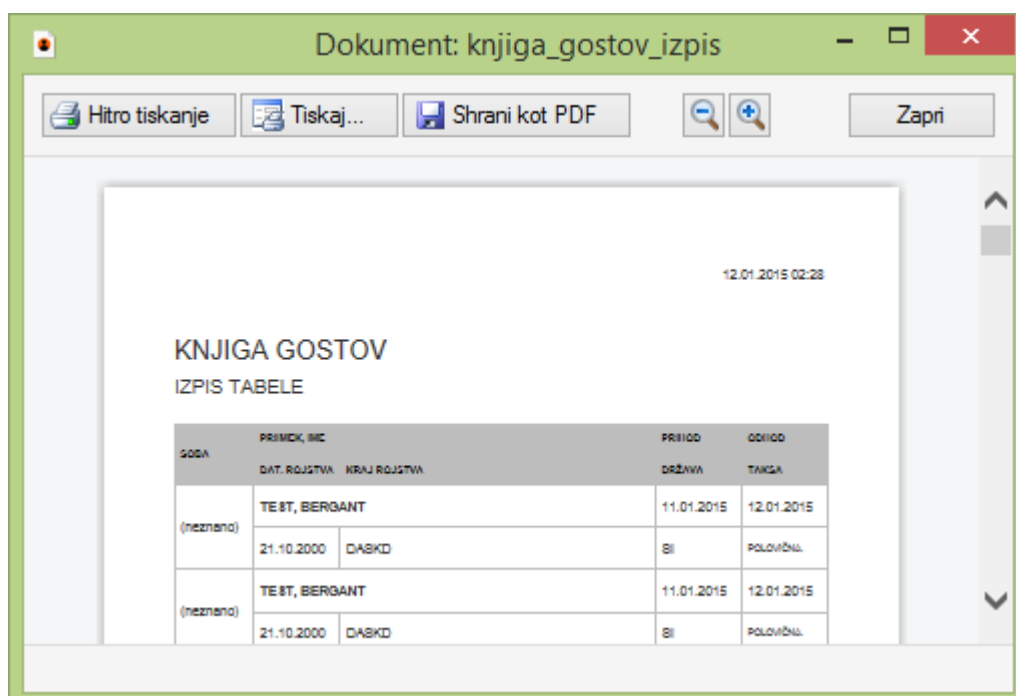 Dokument: knjiga_gostov_izpis
Hitro tiskanje Tiskaj... Shrani kot PDF Zapri
12.01.2015 02:28
KNJIGA GOSTOV
IZPIS TABELE
SOBA PRIIMEK, IME PRIHOD ODHOD
DAT. ROJSTVA KRAJ ROJSTVA DRŽAVA TAKSA
(neznano) TEST, BERGANT 11.01.2015 12.01.2015
21.10.2000 DASKD SI POLOVIČNA.
(neznano) TEST, BERGANT 11.01.2015 12.01.2015
21.10.2000 DASKD SI POLOVIČNA.